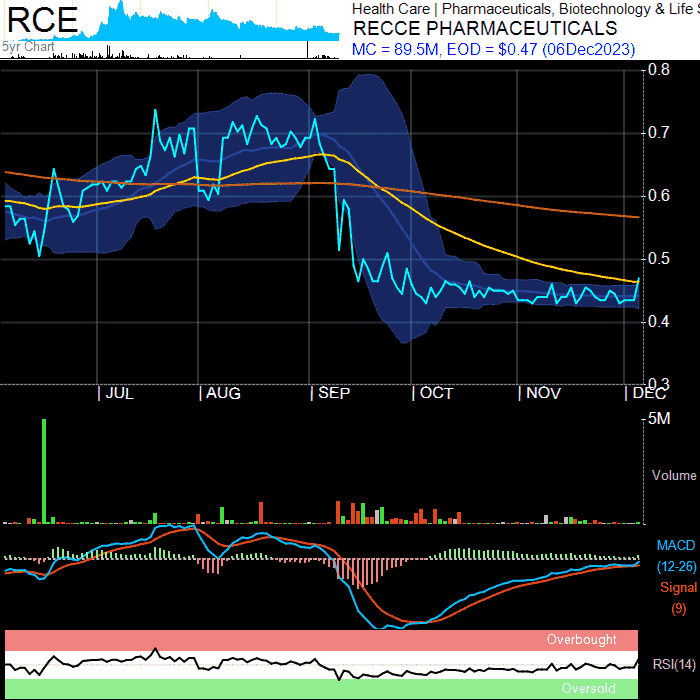 RCE
5yr Chart
Health Care | Pharmaceuticals, Biotechnology & Life S
RECCE PHARMACEUTICALS
MC = 89.5M, EOD = $0.47 (06Dec2023)
0.8
0.7
0.6
0.5
0.4
0.3
| JUL | AUG | SEP | OCT | NOV | DEC
5M
Volume
MACD
(12-26)
Signal
(9)
Overbought
RSI(14)
Oversold